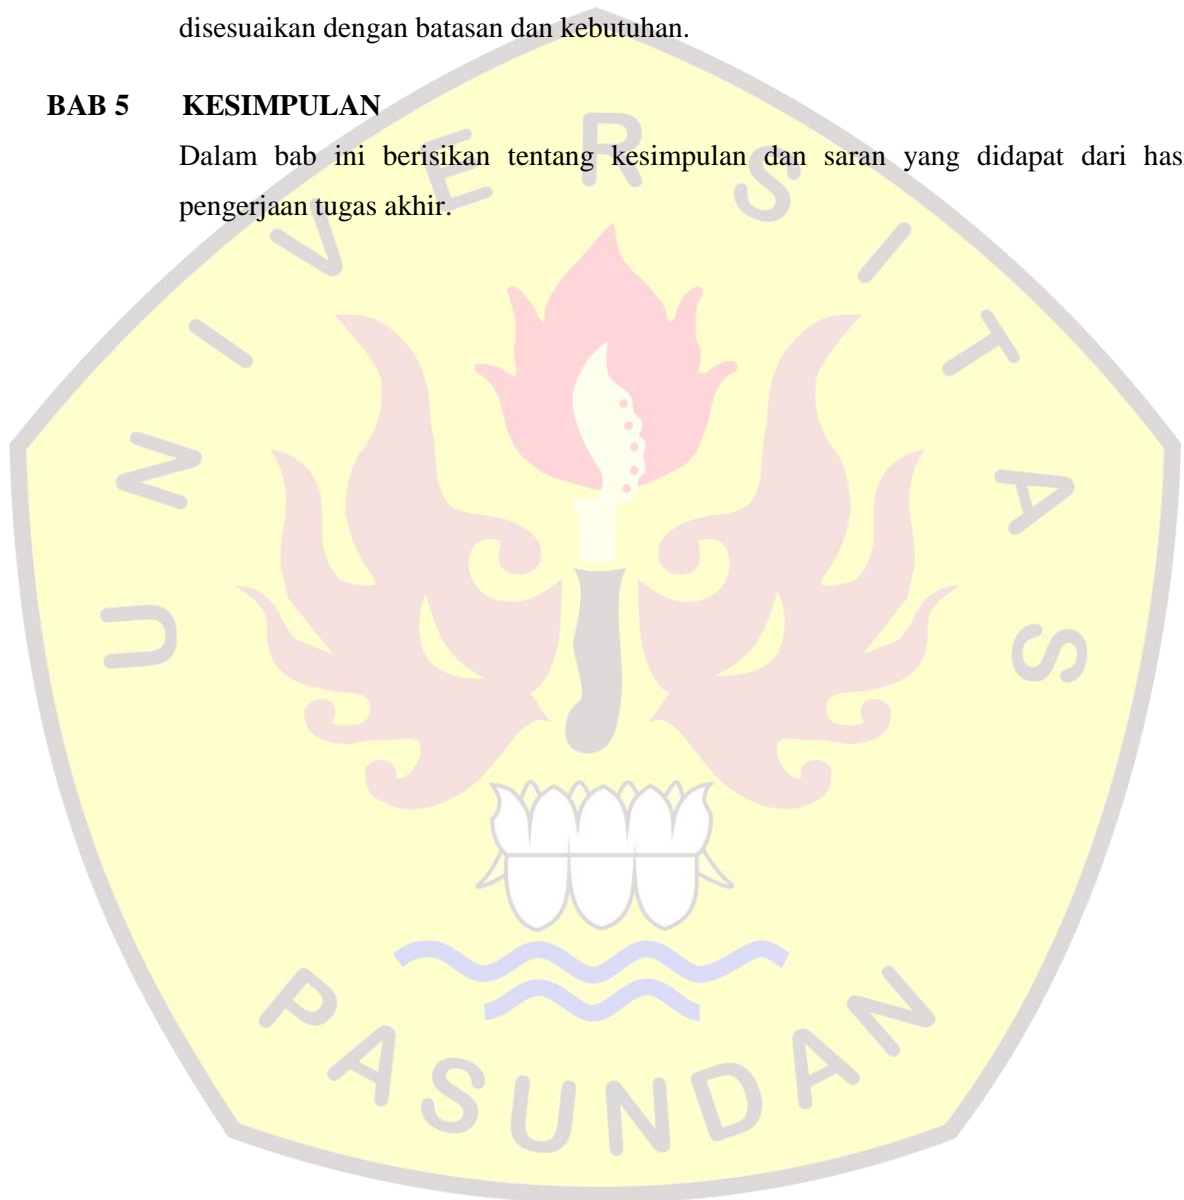 disesuaikan dengan batasan dan kebutuhan.
BAB 5 KESIMPULAN
Dalam bab ini berisikan tentang kesimpulan dan saran yang didapat dari has
pengerjaan tugas akhir.
UNIVERSITAS
PASUNDAN